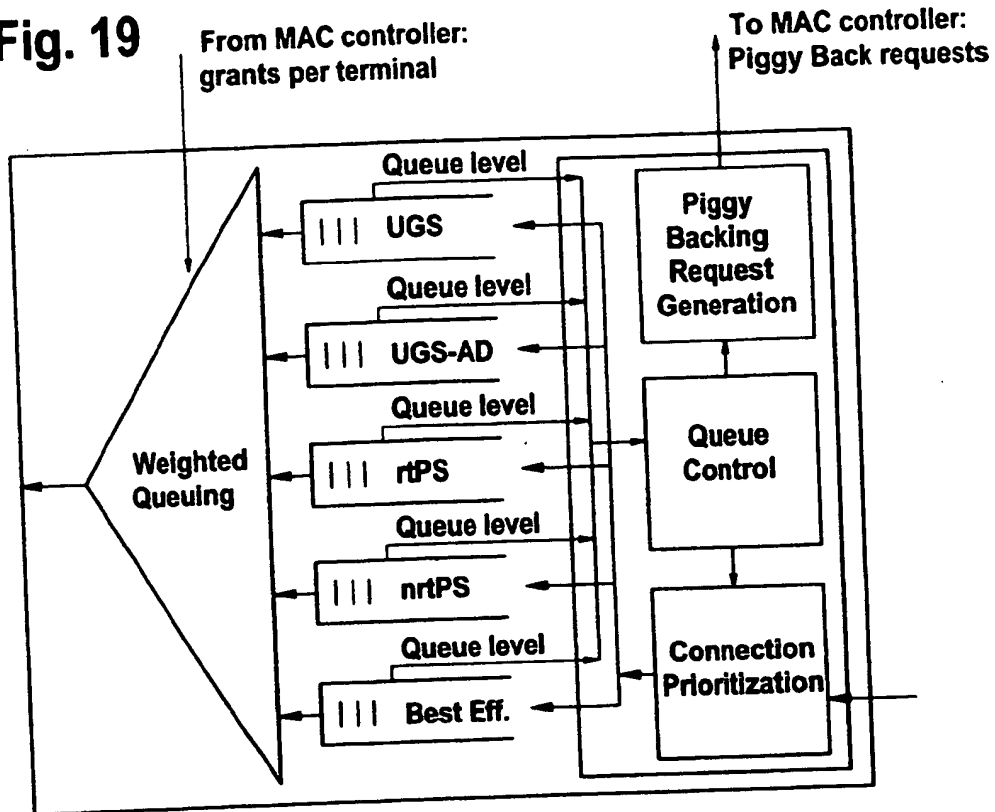 Fig. 19
From MAC controller:
grants per terminal
To MAC controller:
Piggy Back requests
Queue level
UGS
Queue level
UGS-AD
Queue level
rtPS
Queue level
nrtPS
Queue level
Best Eff.
Weighted
Queuing
Piggy
Backing
Request
Generation
Queue
Control
Connection
Prioritization